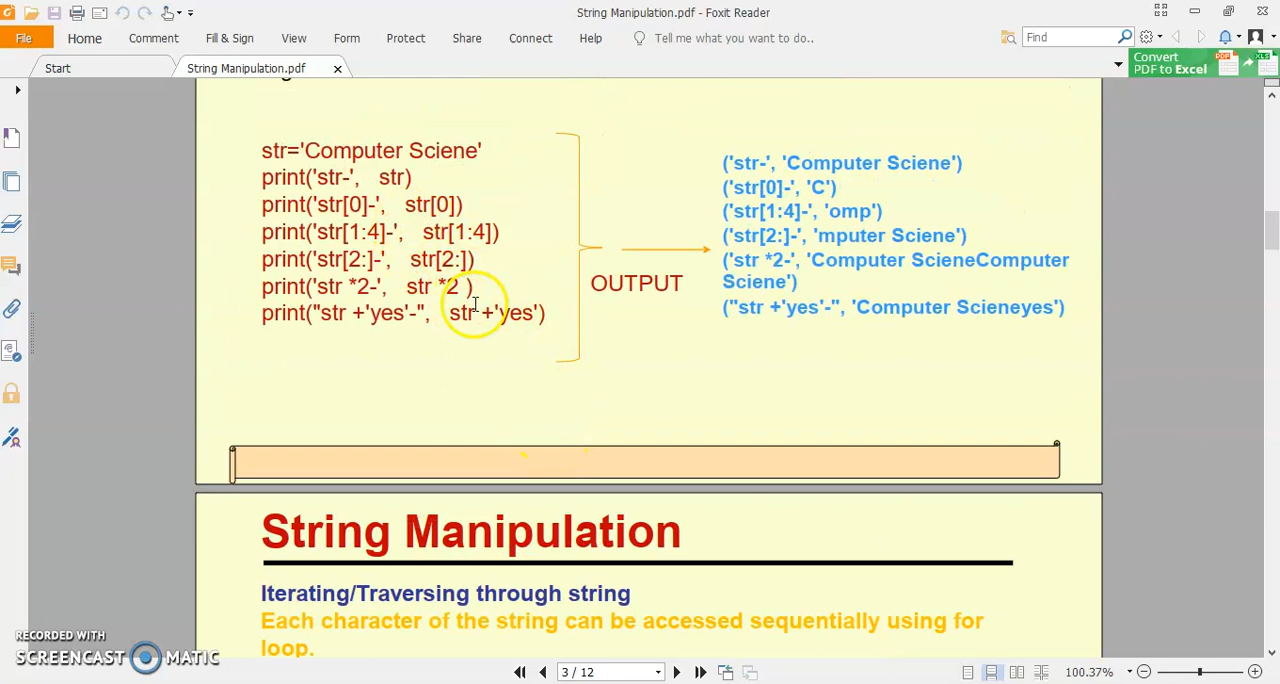 String Manipulation.pdf - Foxit Reader
File Home Comment Fill & Sign View Form Protect Share Connect Help Tell me what you want to do.. Find
Start String Manipulation.pdf Convert PDF to Excel
str='Computer Sciene'
print('str-', str)
print('str[0]-', str[0])
print('str[1:4]-', str[1:4])
print('str[2:]-', str[2:])
print('str *2-', str *2 )
print("str +'yes'-", str +'yes')
OUTPUT
('str-', 'Computer Sciene')
('str[0]-', 'C')
('str[1:4]-', 'omp')
('str[2:]-', 'mputer Sciene')
('str *2-', 'Computer ScieneComputer
Sciene')
("str +'yes'-", 'Computer Scieneyes')
String Manipulation
Iterating/Traversing through string
Each character of the string can be accessed sequentially using for
loop.
RECORDED WITH
SCREENCAST MATIC
3 / 12
100.37%